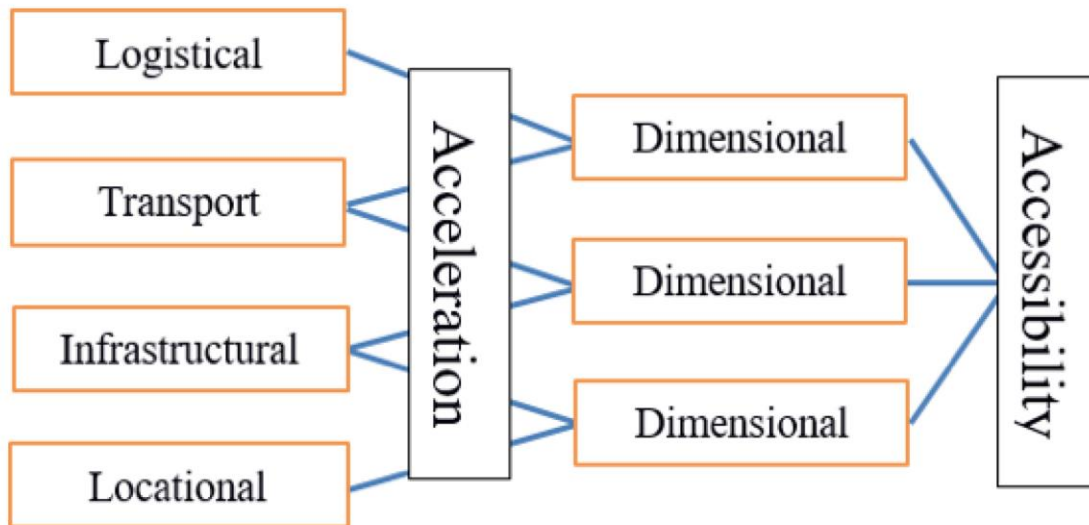 Logistical
Transport
Infrastructural
Locational
Acceleration
Dimensional
Dimensional
Dimensional
Accessibility